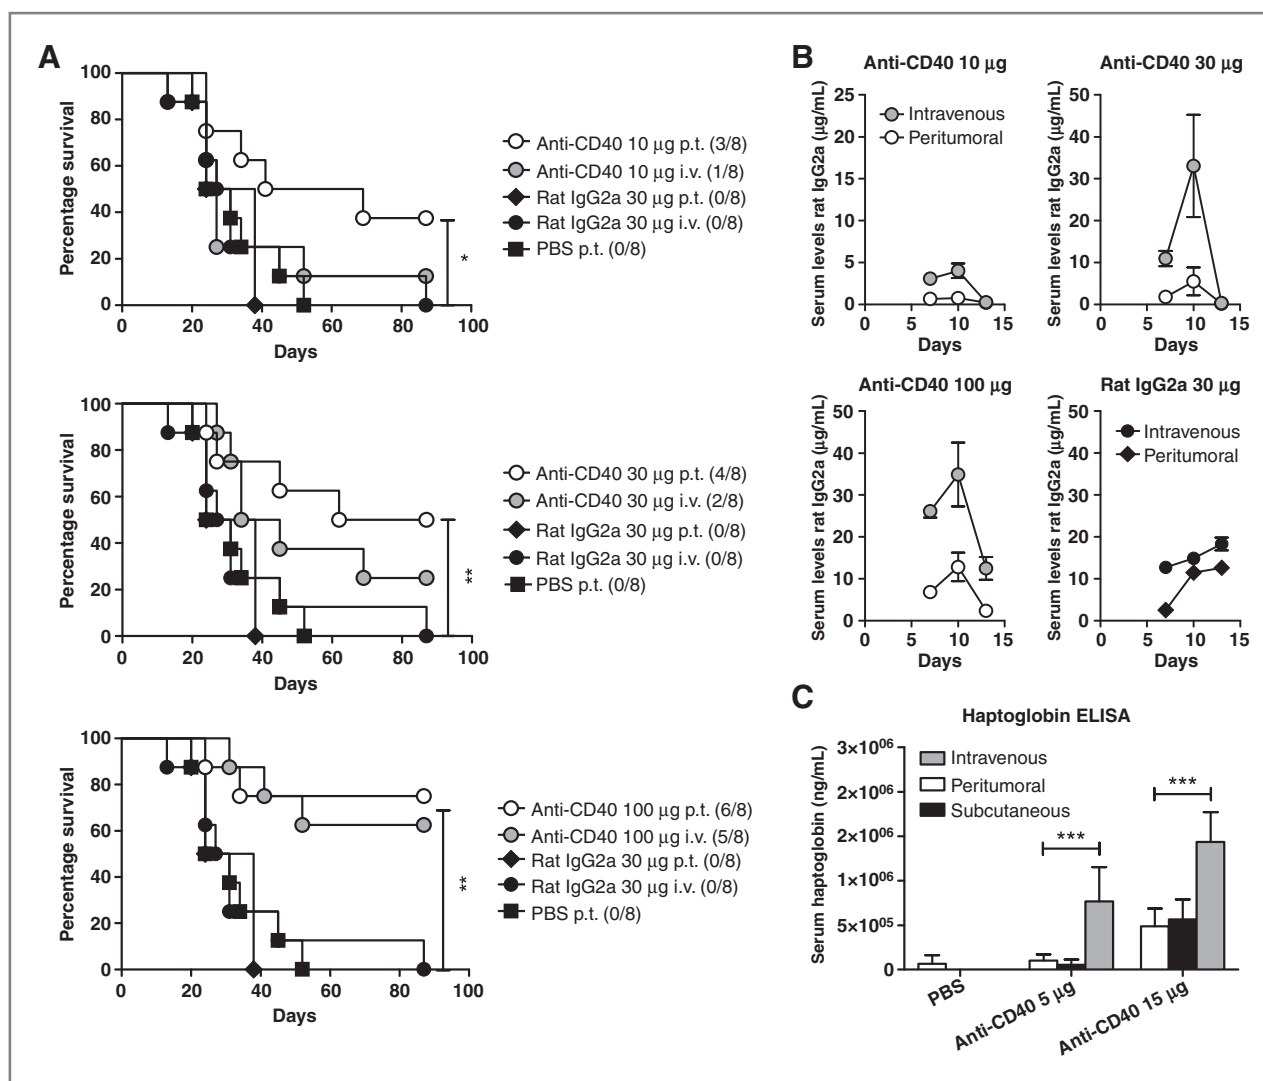 A
100
80
60
40
20
0
Percentage survival
0 20 40 60 80 100
Days
Anti-CD40 10 µg p.t. (3/8)
Anti-CD40 10 µg i.v. (1/8)
Rat IgG2a 30 µg p.t. (0/8)
Rat IgG2a 30 µg i.v. (0/8)
PBS p.t. (0/8)
*
100
80
60
40
20
0
Percentage survival
0 20 40 60 80 100
Days
Anti-CD40 30 µg p.t. (4/8)
Anti-CD40 30 µg i.v. (2/8)
Rat IgG2a 30 µg p.t. (0/8)
Rat IgG2a 30 µg i.v. (0/8)
PBS p.t. (0/8)
**
100
80
60
40
20
0
Percentage survival
0 20 40 60 80 100
Days
Anti-CD40 100 µg p.t. (6/8)
Anti-CD40 100 µg i.v. (5/8)
Rat IgG2a 30 µg p.t. (0/8)
Rat IgG2a 30 µg i.v. (0/8)
PBS p.t. (0/8)
**
B
Anti-CD40 10 µg
Serum levels rat IgG2a (µg/mL)
25
20
15
10
5
0
Intravenous
Peritumoral
0 5 10 15
Days
Anti-CD40 30 µg
Serum levels rat IgG2a (µg/mL)
50
40
30
20
10
0
0 5 10 15
Days
Anti-CD40 100 µg
Serum levels rat IgG2a (µg/mL)
50
40
30
20
10
0
0 5 10 15
Days
Rat IgG2a 30 µg
Serum levels rat IgG2a (µg/mL)
50
40
30
20
10
0
Intravenous
Peritumoral
0 5 10 15
Days
C
Haptoglobin ELISA
Serum haptoglobin (ng/mL)
3×10⁰⁶
2×10⁰⁶
2×10⁰⁶
1×10⁰⁶
5×10⁰⁵
0
Intravenous
Peritumoral
Subcutaneous
***
***
PBS
Anti-CD40 5 µg
Anti-CD40 15 µg